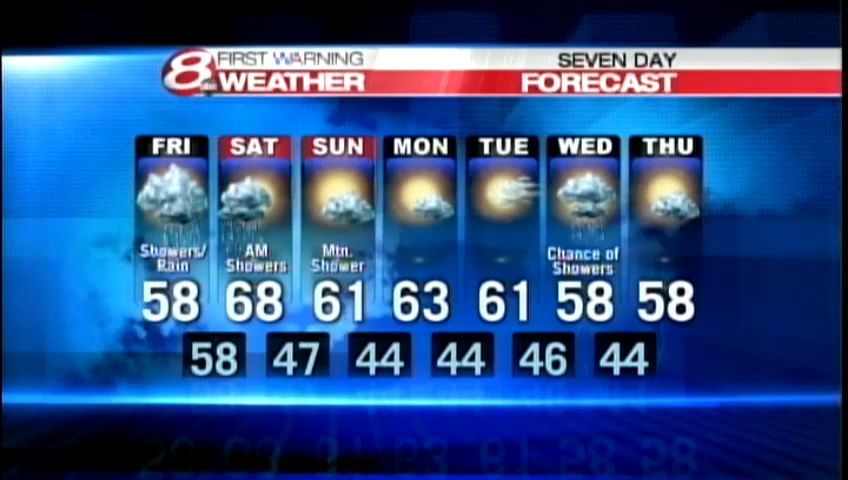 8 FIRST WARNING
WEATHER
SEVEN DAY
FORECAST
FRI SAT SUN MON TUE WED THU
Showers/ Rain
AM Showers
Mtn. Shower
Chance of Showers
58 68 61 63 61 58 58
58 47 44 44 46 44